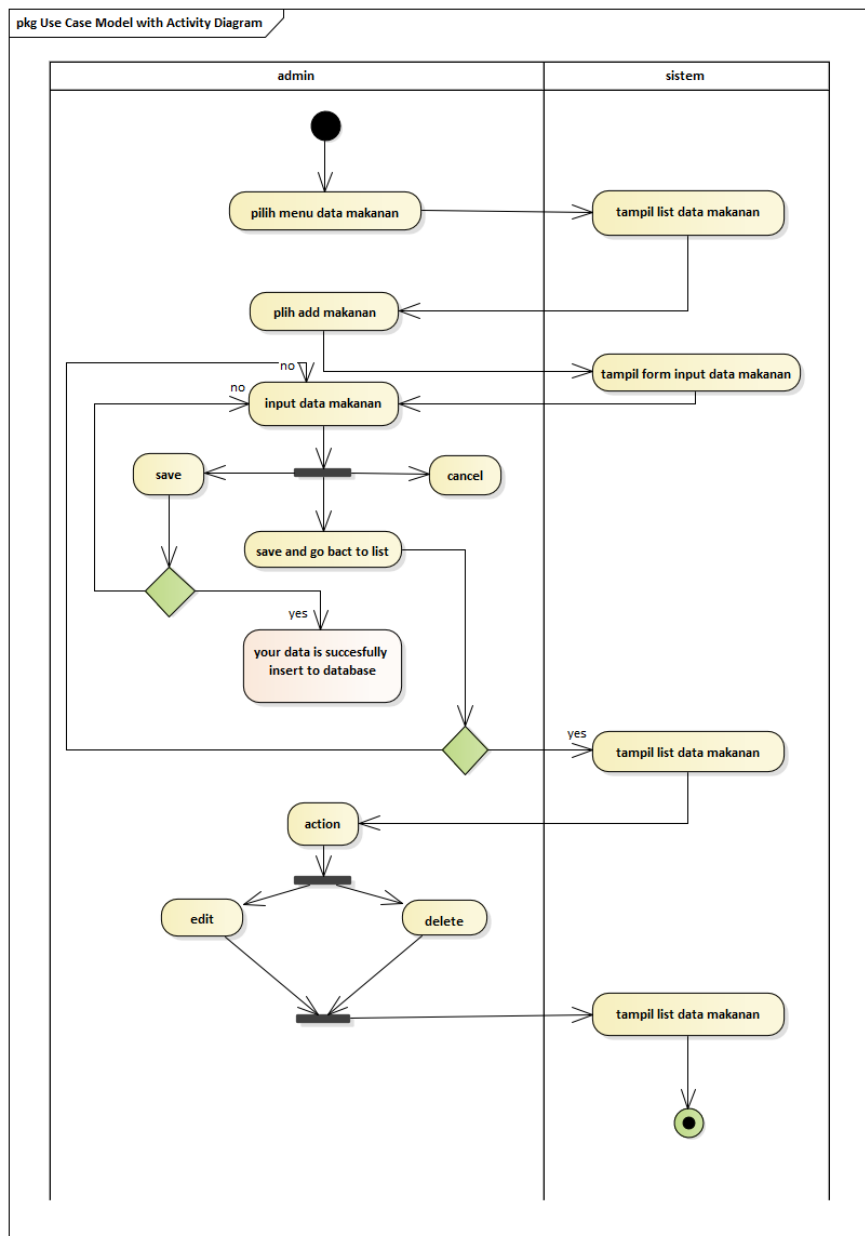 pkg Use Case Model with Activity Diagram
admin
sistem
pilih menu data makanan
tampil list data makanan
plih add makanan
no
tampil form input data makanan
no
input data makanan
save
cancel
save and go bact to list
yes
your data is succesfully
insert to database
yes
tampil list data makanan
action
edit
delete
tampil list data makanan